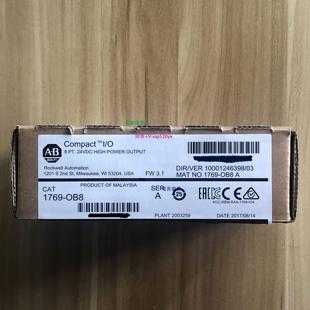 AB
Compact™ I/O
8 PT. 24VDC HIGH POWER OUTPUT
Rockwell Automation
1201 S 2nd St, Milwaukee, WI 53204, USA
FW 3.1
DIR/VER 10001246398/03
MAT NO 1769-OB8 A
PRODUCT OF MALAYSIA
CAT
1769-OB8
SER
A
25
PLANT 2003259
DATE 2017/08/14